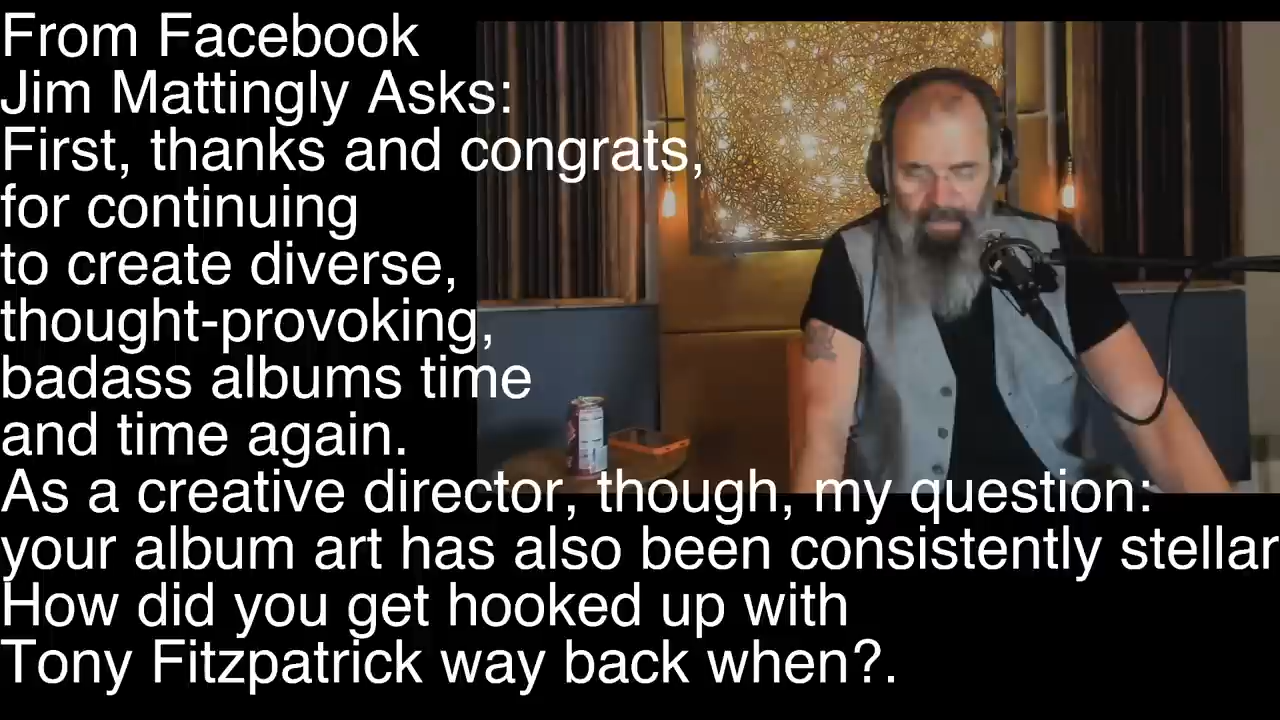 From Facebook
Jim Mattingly Asks:
First, thanks and congrats,
for continuing
to create diverse,
thought-provoking,
badass albums time
and time again.
As a creative director, though, my question:
your album art has also been consistently stellar
How did you get hooked up with
Tony Fitzpatrick way back when?.